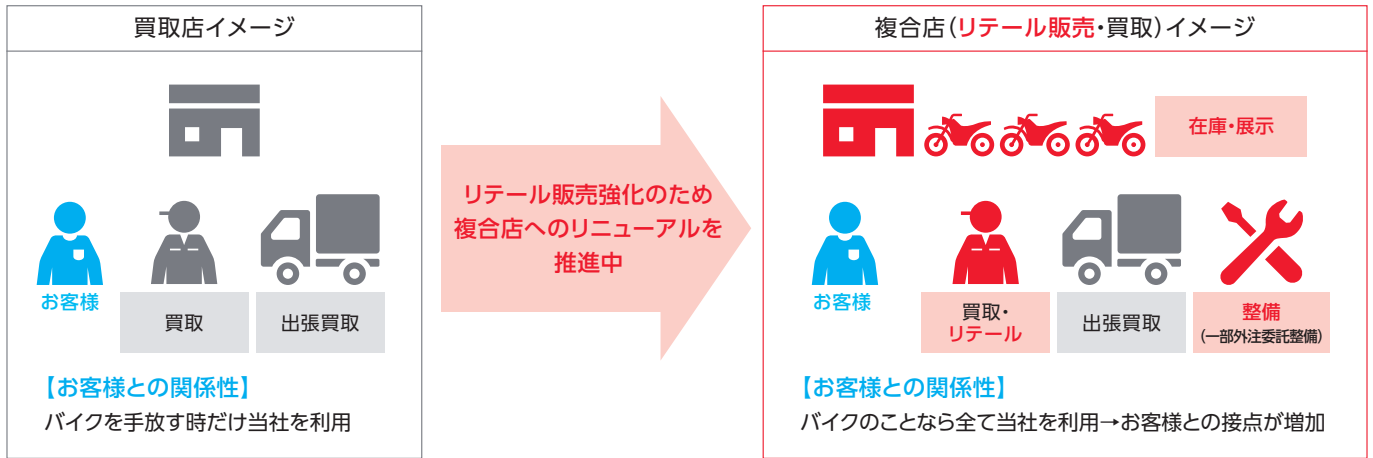 買取店イメージ
お客様
買取
出張買取
【お客様との関係性】
バイクを手放す時だけ当社を利用
リテール販売強化のため
複合店へのリニューアルを
推進中
複合店(リテール販売・買取)イメージ
在庫・展示
お客様
買取・
リテール
出張買取
整備
(一部外注委託整備)
【お客様との関係性】
バイクのことなら全て当社を利用→お客様との接点が増加